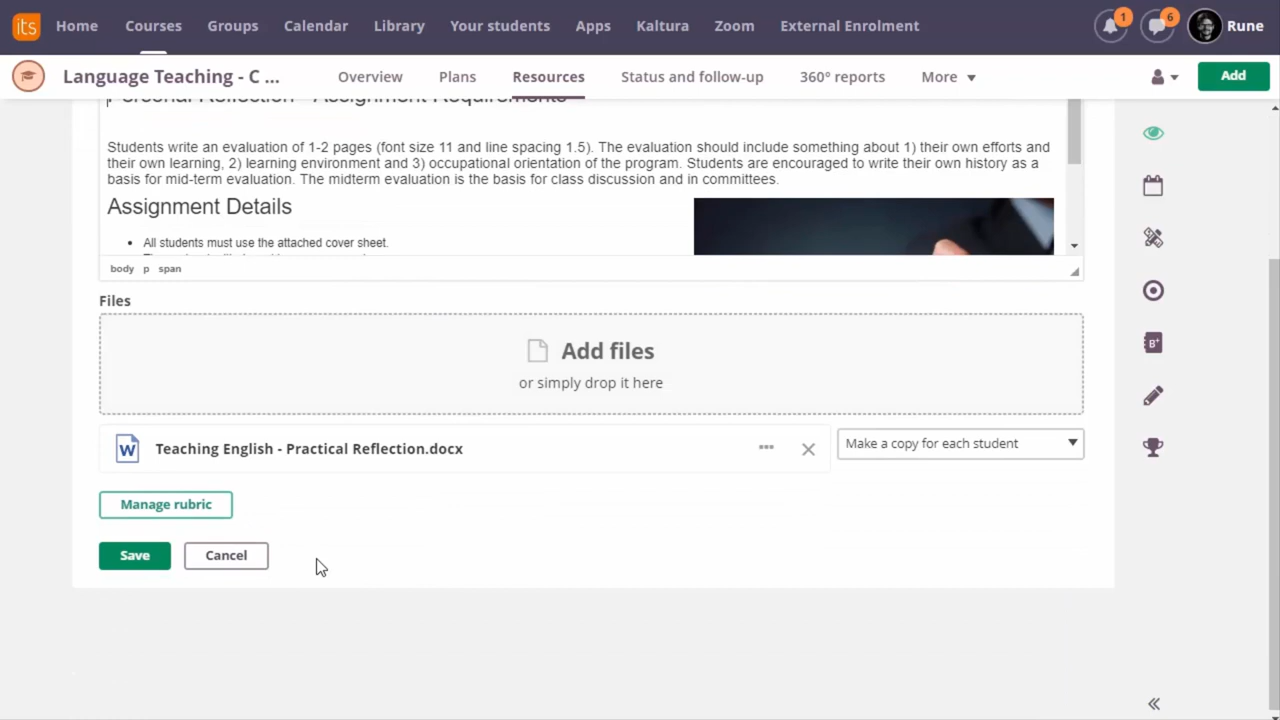 its Home Courses Groups Calendar Library Your students Apps Kaltura Zoom External Enrolment 1 6 Rune
Language Teaching - C ... Overview Plans Resources Status and follow-up 360° reports More Add
Personal Reflection - Assignment Requirements
Students write an evaluation of 1-2 pages (font size 11 and line spacing 1.5). The evaluation should include something about 1) their own efforts and
their own learning, 2) learning environment and 3) occupational orientation of the program. Students are encouraged to write their own history as a
basis for mid-term evaluation. The midterm evaluation is the basis for class discussion and in committees.
Assignment Details
• All students must use the attached cover sheet.
body p span
Files
Add files
or simply drop it here
W Teaching English - Practical Reflection.docx Make a copy for each student
B+
Manage rubric
Save Cancel